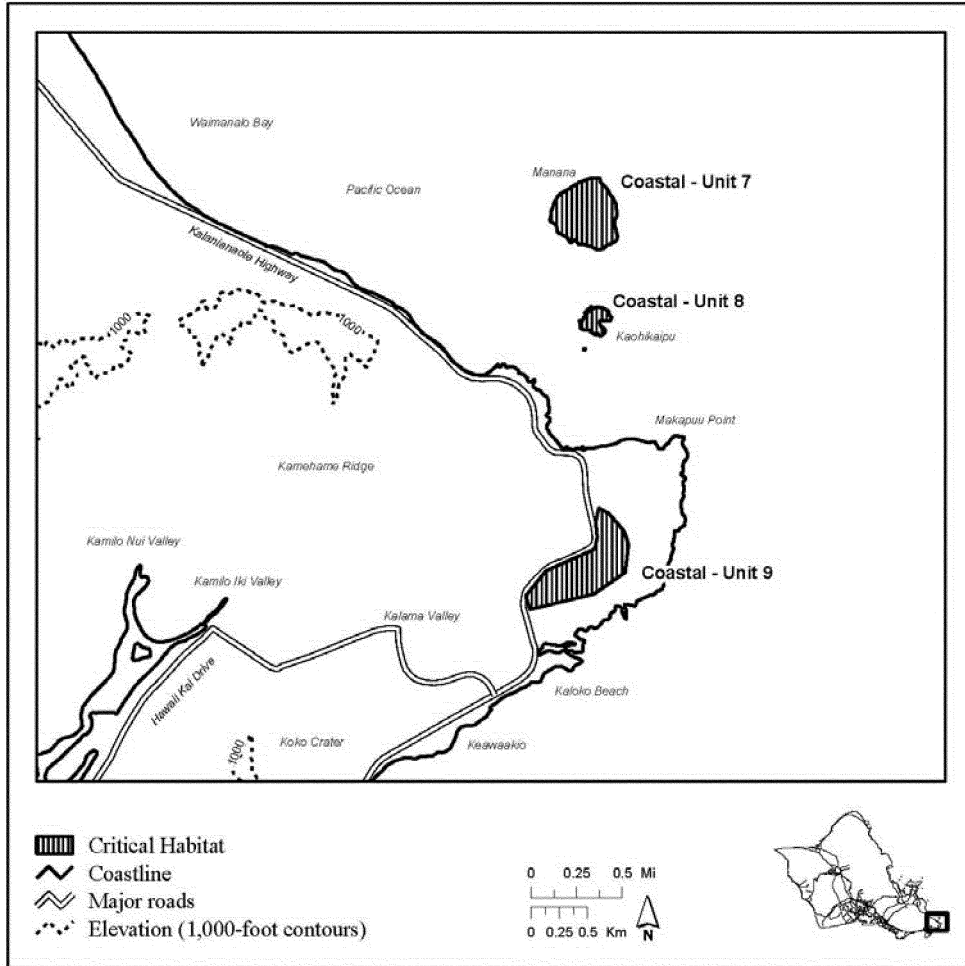 Waimanalo Bay
Manana
Coastal - Unit 7
Pacific Ocean
Kalanianaole Highway
Coastal - Unit 8
1000
1000
Kaohikaipu
Makapuu Point
Kamehame Ridge
Kamilo Nui Valley
Coastal - Unit 9
Kamilo Iki Valley
Kalama Valley
Hawaii Kai Drive
Kaloko Beach
Koko Crater
Keawaakio
1000
Critical Habitat
Coastline
Major roads
Elevation (1,000-foot contours)
0 0.25 0.5 Mi
0 0.25 0.5 Km
N